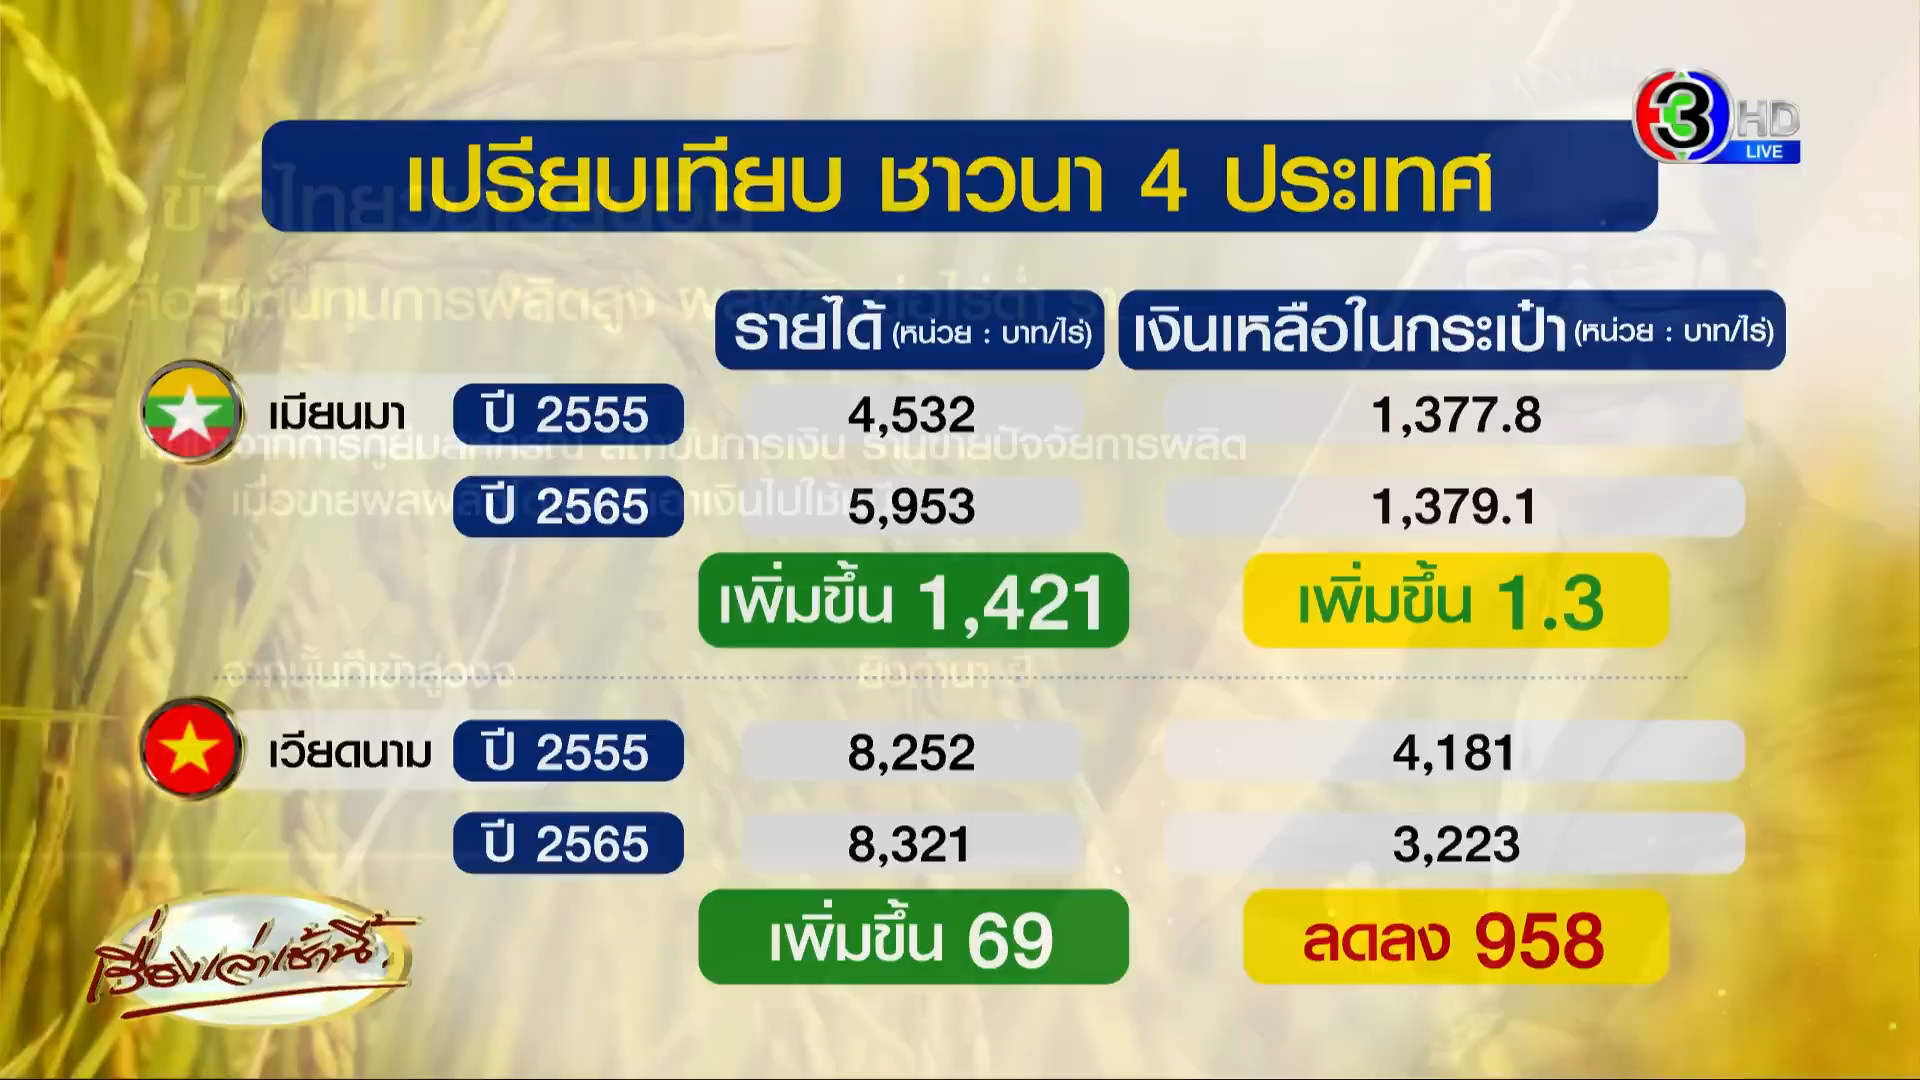 3 HD
LIVE
เปรียบเทียบ ชาวนา 4 ประเทศ
รายได้ (หน่วย : บาท/ไร่) เงินเหลือในกระเป๋า (หน่วย : บาท/ไร่)
เมียนมา ปี 2555 4,532 1,377.8
ปี 2565 5,953 1,379.1
เพิ่มขึ้น 1,421 เพิ่มขึ้น 1.3
เวียดนาม ปี 2555 8,252 4,181
ปี 2565 8,321 3,223
เพิ่มขึ้น 69 ลดลง 958
เรื่องเล่าเช้านี้